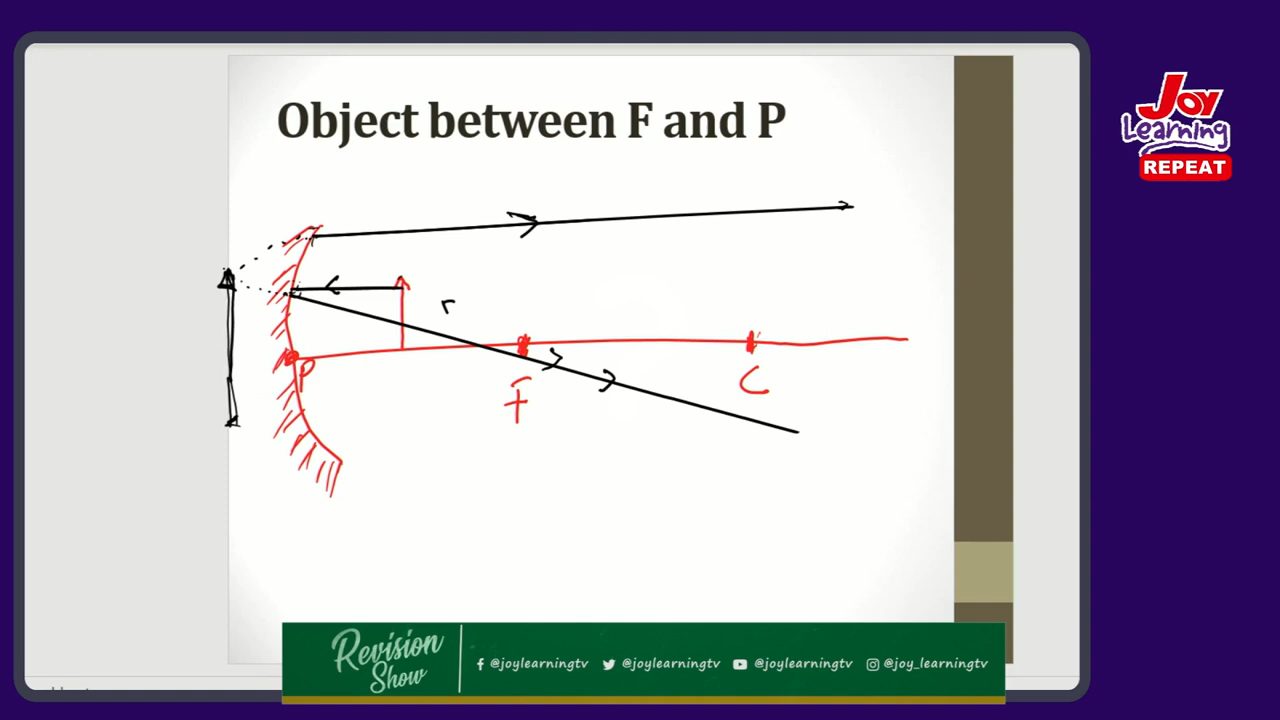 Object between F and P
Joy
Learning
REPEAT
r
P
F
C
Revision
Show
@joylearningtv @joylearningtv @joylearningtv @joy_learningtv